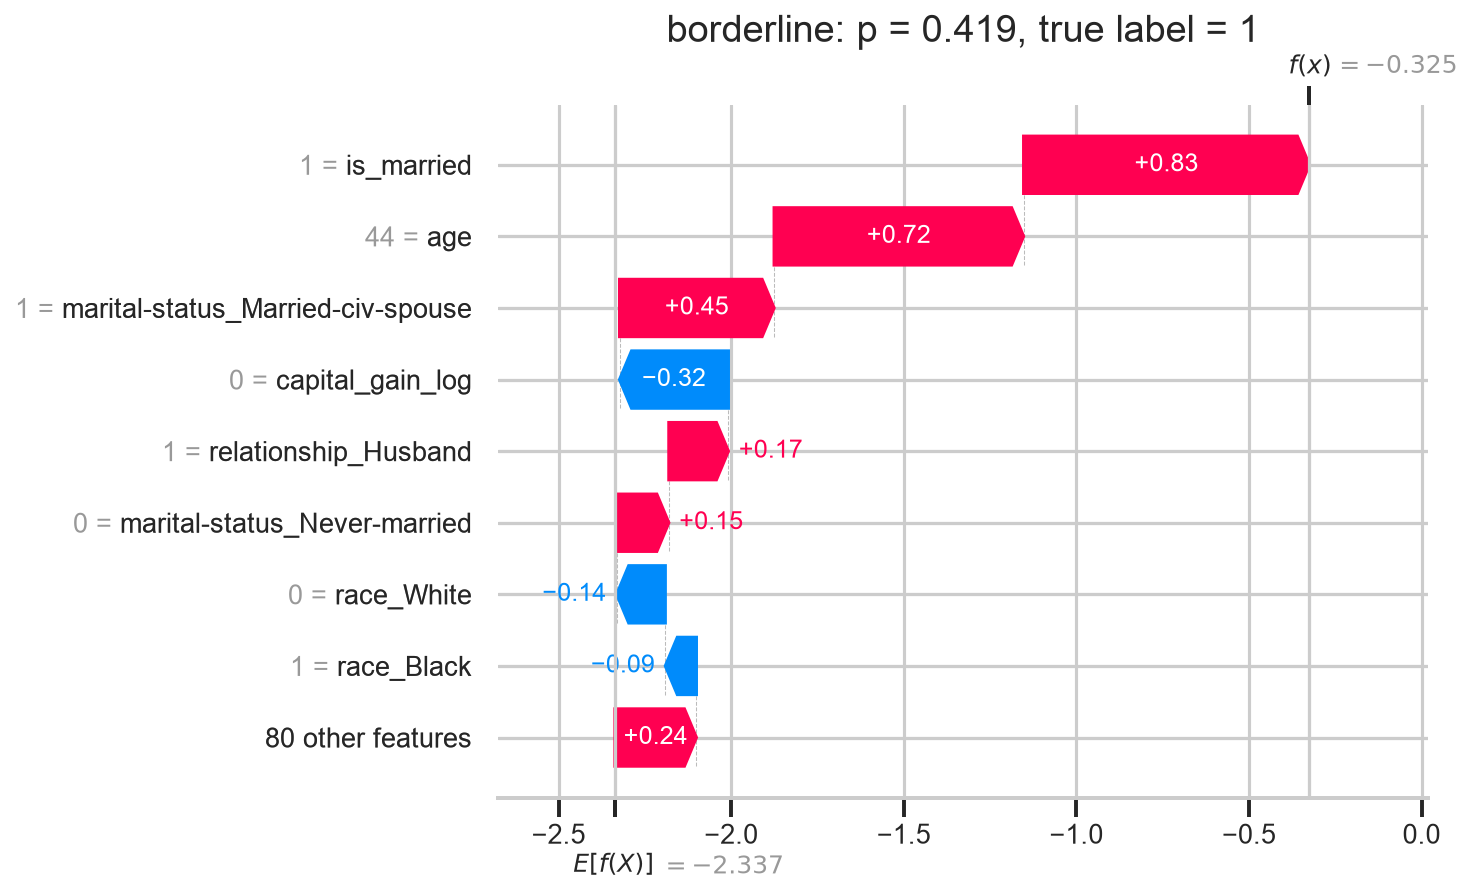 borderline: p = 0.419, true label = 1
f(x) = −0.325
1 = is_married +0.83
44 = age +0.72
1 = marital-status_Married-civ-spouse +0.45
0 = capital_gain_log −0.32
1 = relationship_Husband +0.17
0 = marital-status_Never-married +0.15
0 = race_White −0.14
1 = race_Black −0.09
80 other features +0.24
−2.5 −2.0 −1.5 −1.0 −0.5 0.0
E[f(X)] = −2.337